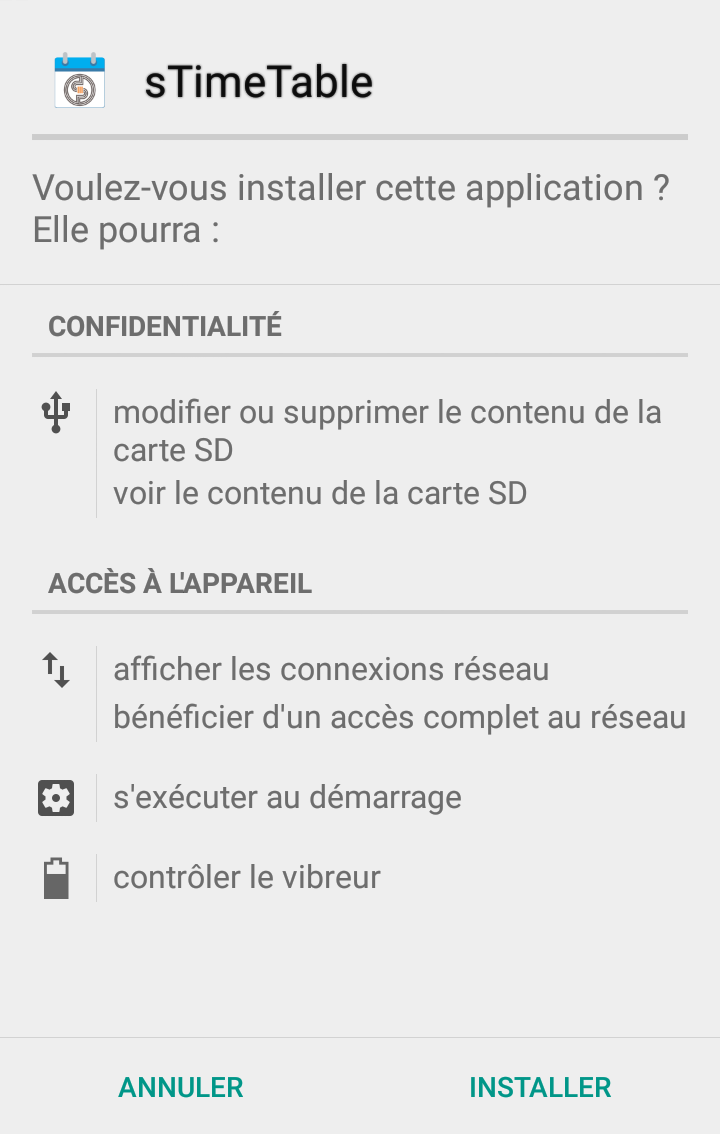 sTimeTable
Voulez-vous installer cette application ?
Elle pourra :
CONFIDENTIALITÉ
modifier ou supprimer le contenu de la
carte SD
voir le contenu de la carte SD
ACCÈS À L'APPAREIL
afficher les connexions réseau
bénéficier d'un accès complet au réseau
s'exécuter au démarrage
contrôler le vibreur
ANNULER
INSTALLER